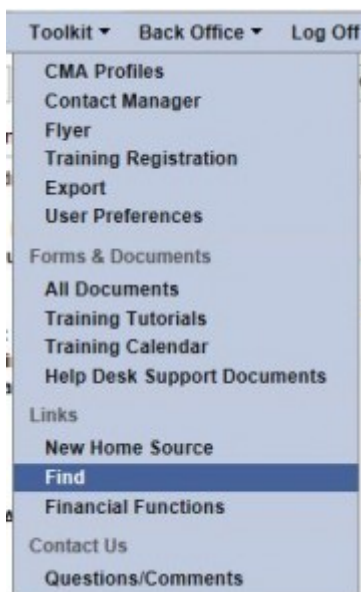 Toolkit ▾ Back Office ▾ Log Off
CMA Profiles
Contact Manager
Flyer
Training Registration
Export
User Preferences
Forms & Documents
All Documents
Training Tutorials
Training Calendar
Help Desk Support Documents
Links
New Home Source
Find
Financial Functions
Contact Us
Questions/Comments